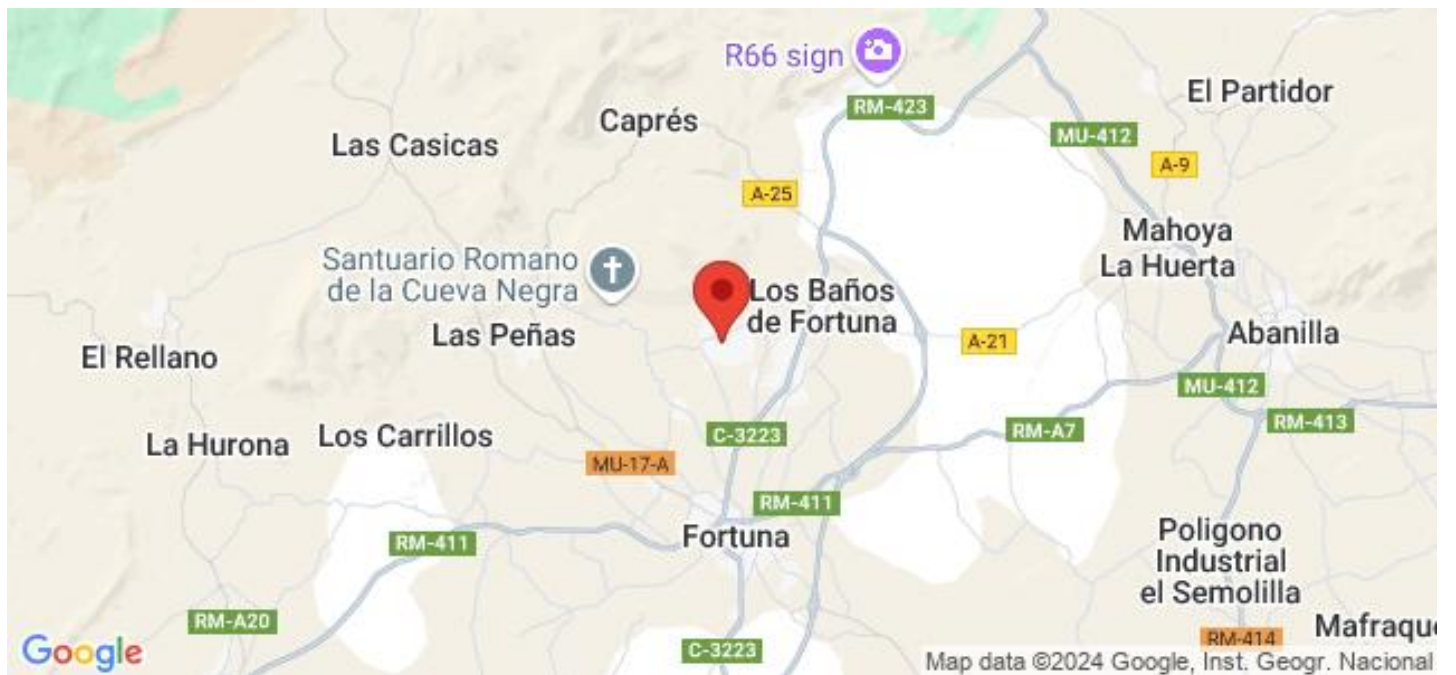 R66 sign
RM-423
El Partidor
Caprés
Las Casicas
MU-412
A-9
A-25
Mahoya
La Huerta
Santuario Romano
de la Cueva Negra
Los Baños
de Fortuna
Las Peñas
El Rellano
A-21
Abanilla
MU-412
RM-413
Los Carrillos
La Hurona
C-3223
RM-A7
MU-17-A
RM-411
Fortuna
RM-411
Poligono
Industrial
el Semolilla
RM-A20
Mafraqu
RM-414
C-3223
Google
Map data ©2024 Google, Inst. Geogr. Nacional